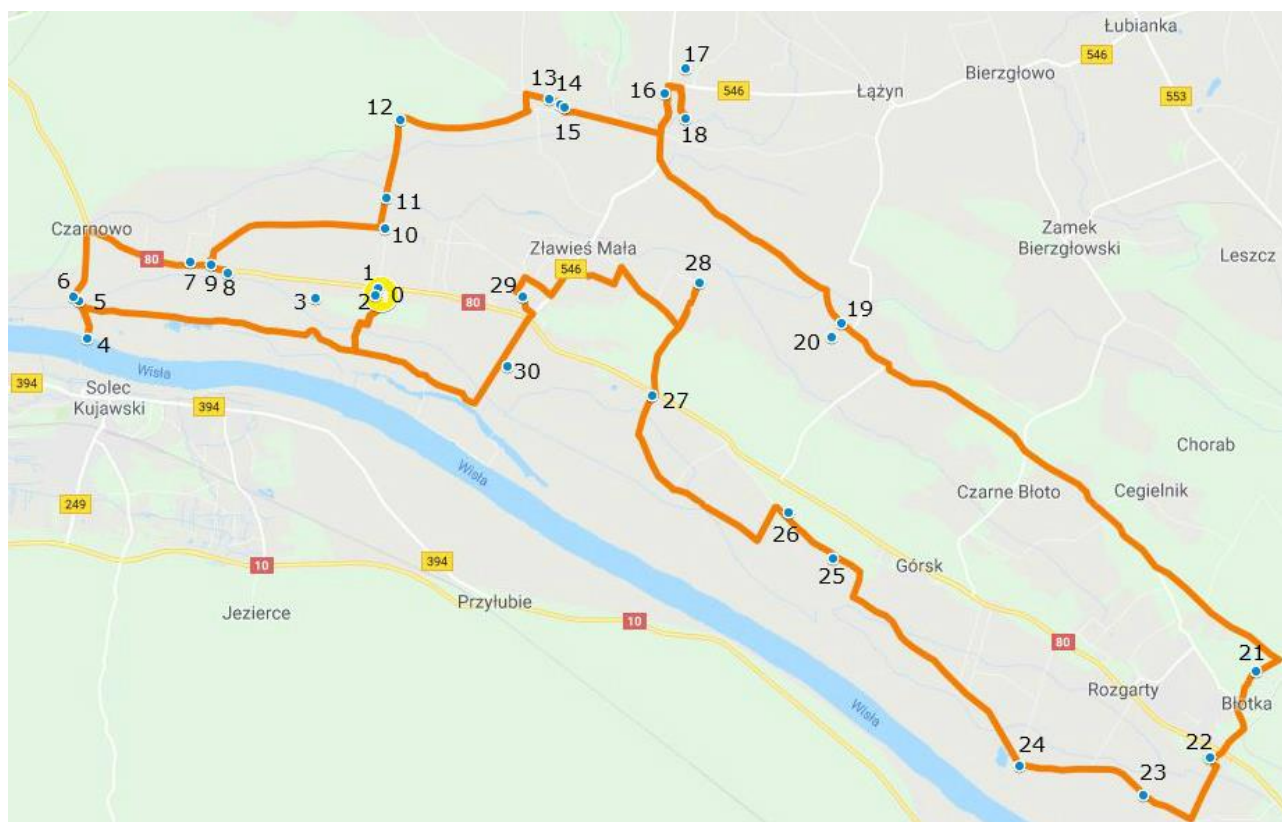 Łubianka
546
17
Bierzgłowo
13
14
16
546
Łążyn
553
12
15
18
11
Zamek
Bierzgłowski
Czarnowo
10
Zławieś Mała
Leszcz
80
546
28
7
9
8
1
0
2
3
80
29
6
5
19
20
4
30
Wisła
394
Solec
Kujawski
394
27
Chorab
Wisła
Czarne Błoto
Cegielnik
249
26
25
394
10
Górsk
Przyłubie
Jezierce
10
80
21
Rozgarty
Błotka
Wisła
22
24
23